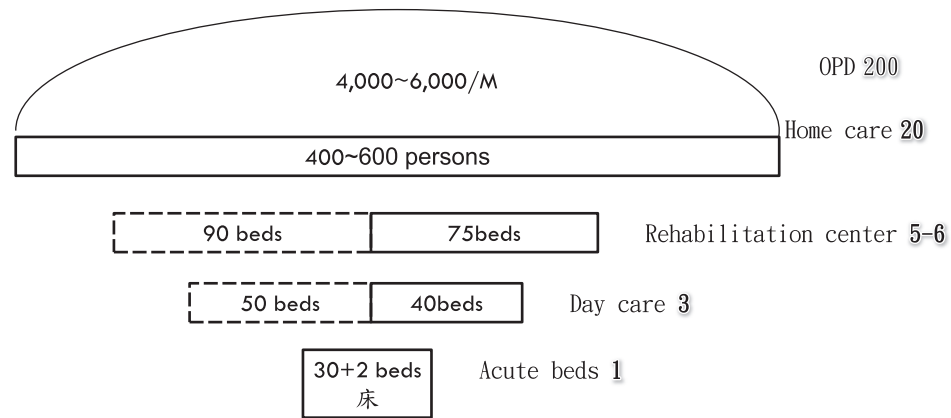 4,000~6,000/M
OPD 200
Home care 20
400~600 persons
90 beds
75beds
Rehabilitation center 5-6
50 beds
40beds
Day care 3
30+2 beds
床
Acute beds 1